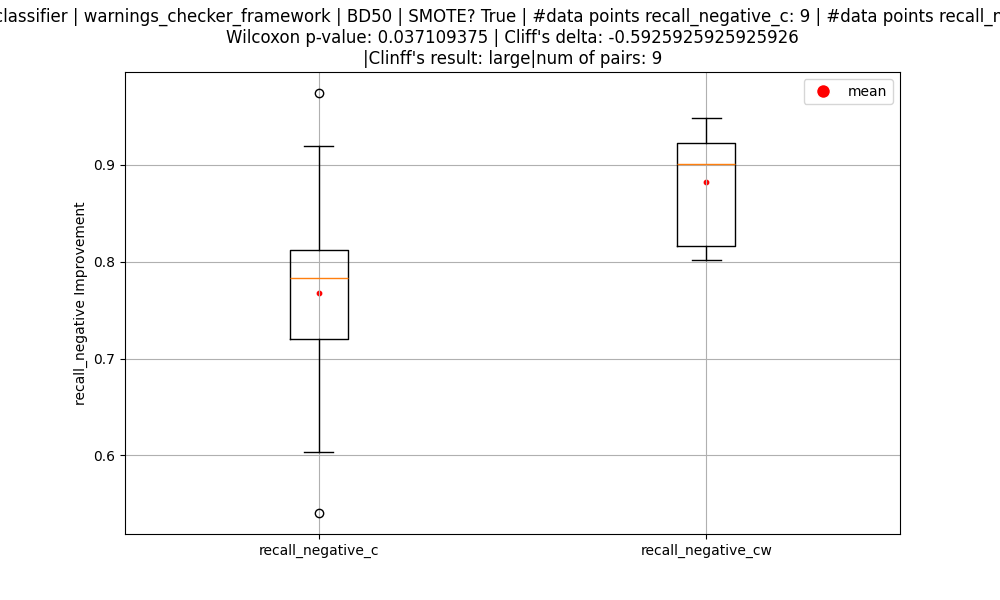 classifier | warnings_checker_framework | BD50 | SMOTE? True | #data points recall_negative_c: 9 | #data points
Wilcoxon p-value: 0.037109375 | Cliff's delta: -0.5925925925925926
|Clinff's result: large|num of pairs: 9
mean
0.9
0.8
0.7
0.6
recall_negative Improvement
recall_negative_c
recall_negative_cw